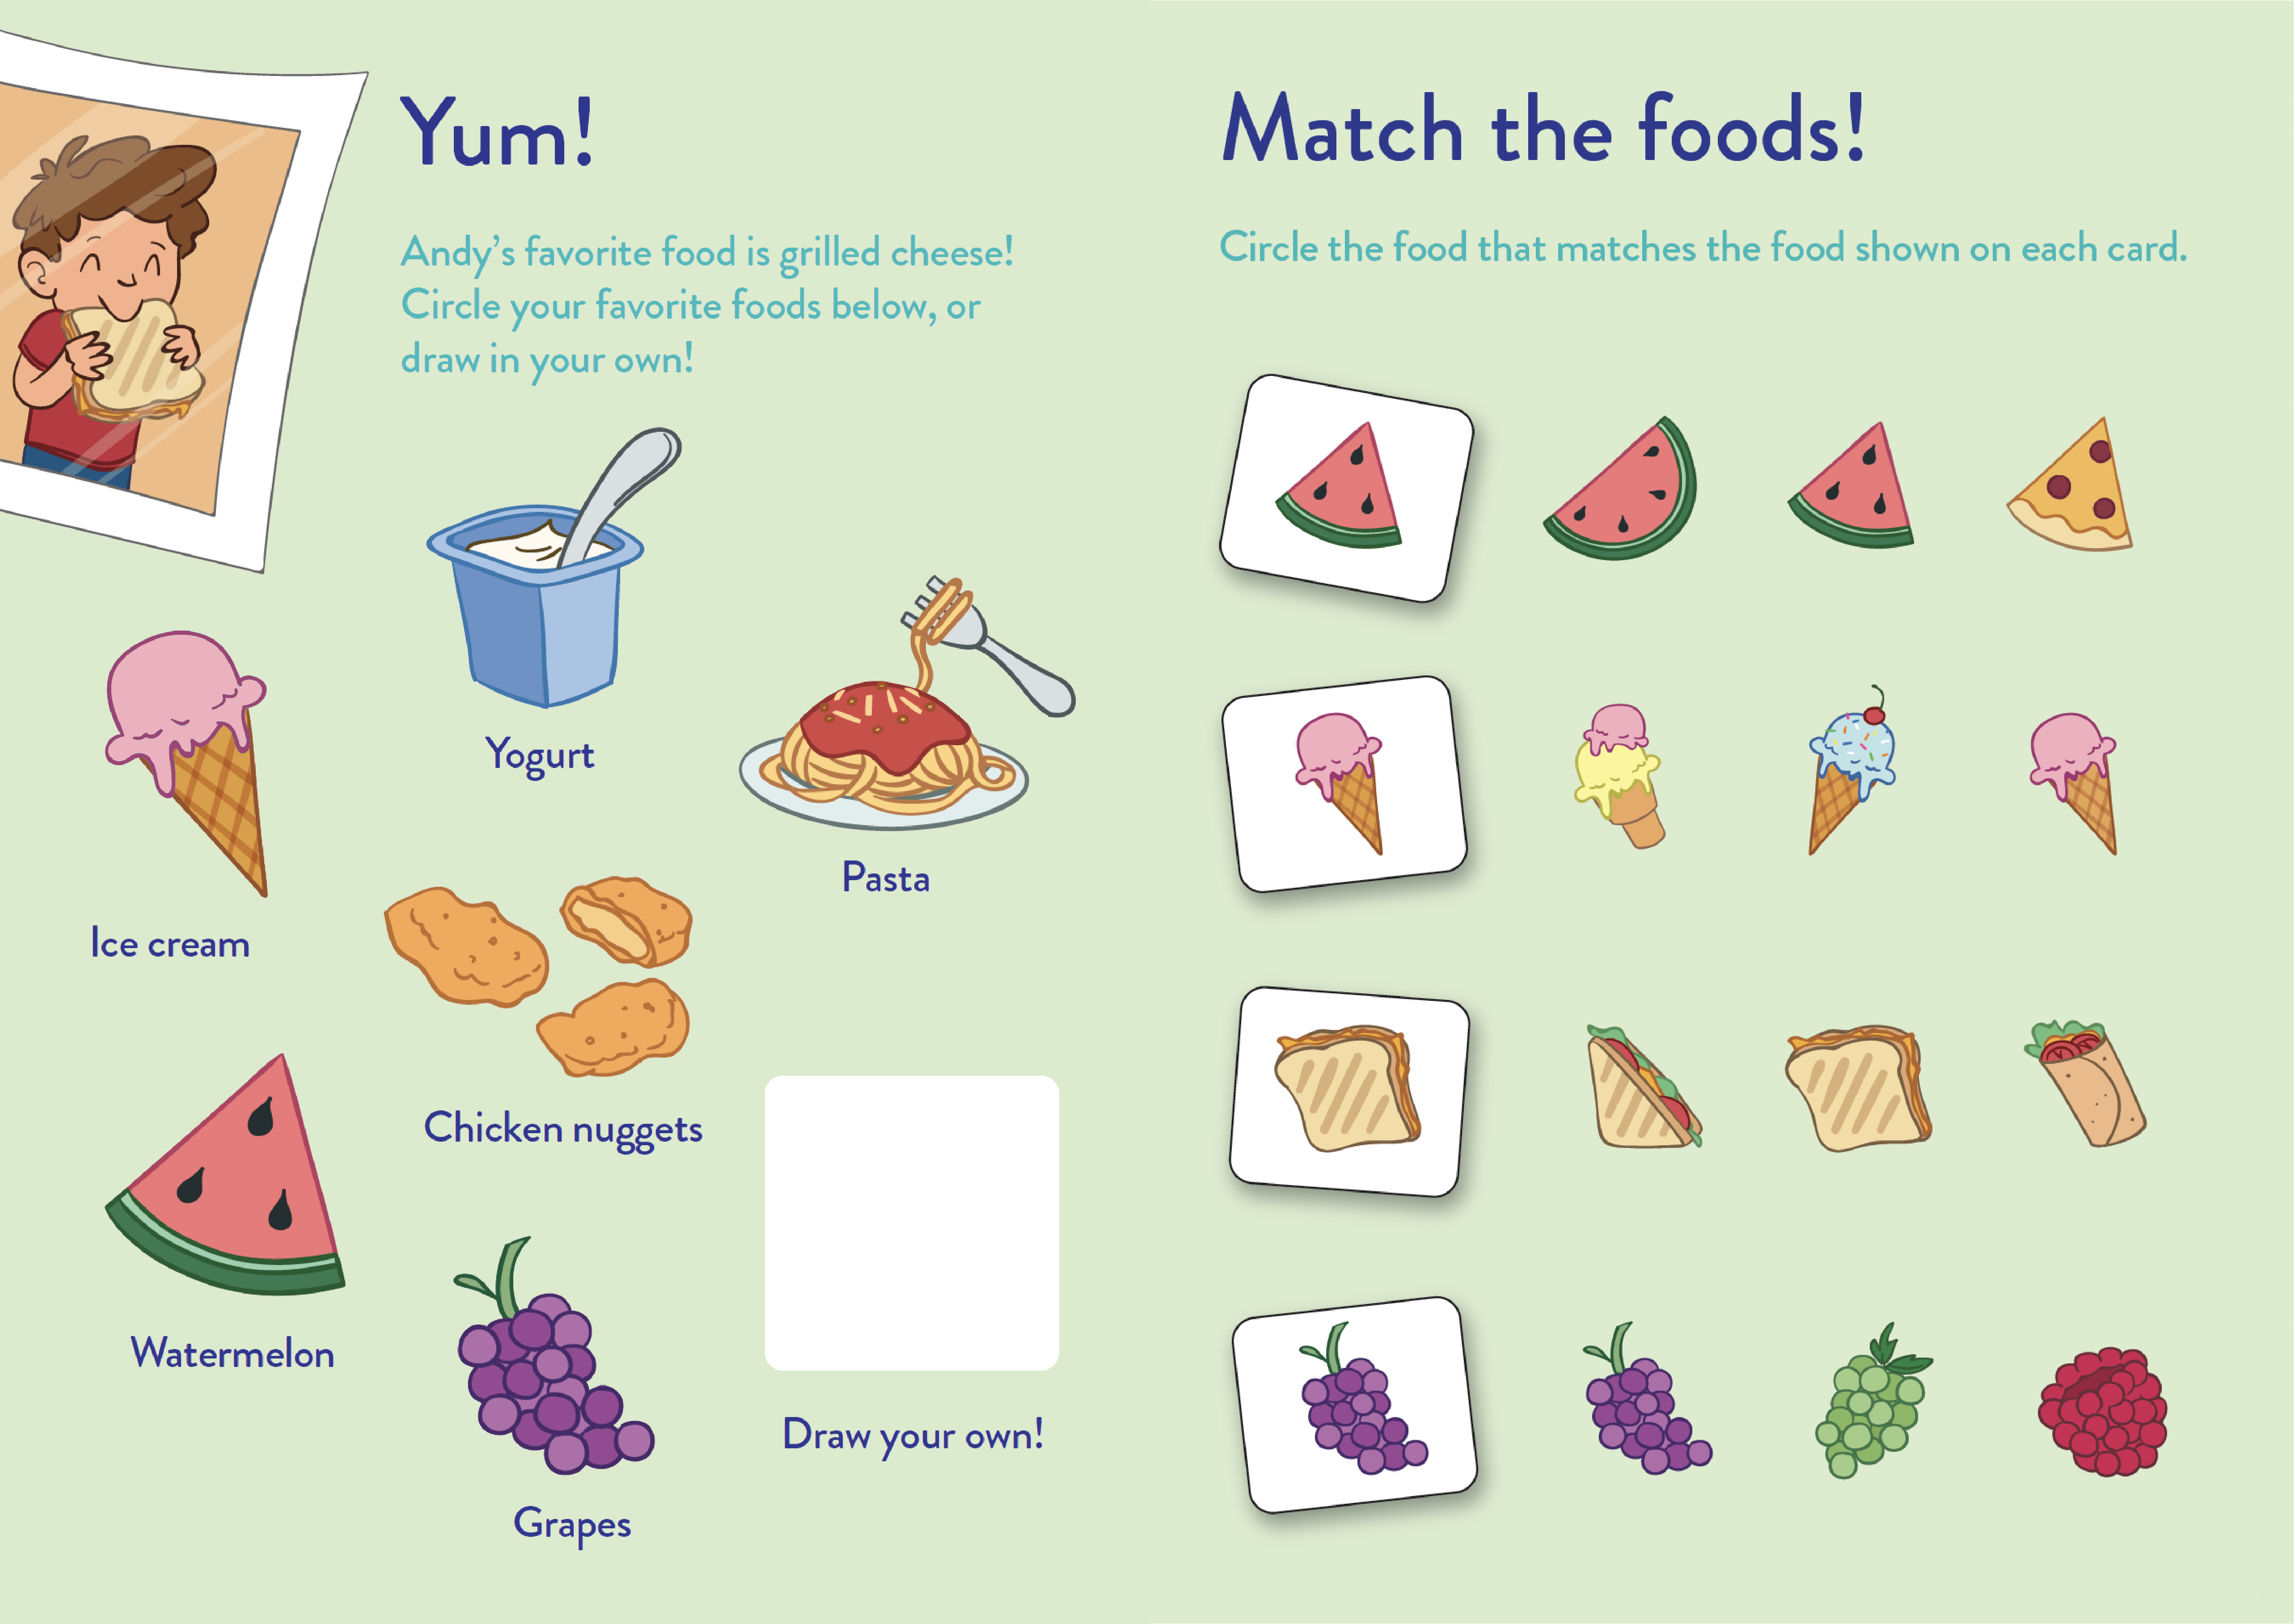 Yum!
Andy’s favorite food is grilled cheese!
Circle your favorite foods below, or
draw in your own!
Yogurt
Pasta
Ice cream
Chicken nuggets
Watermelon
Draw your own!
Grapes
Match the foods!
Circle the food that matches the food shown on each card.